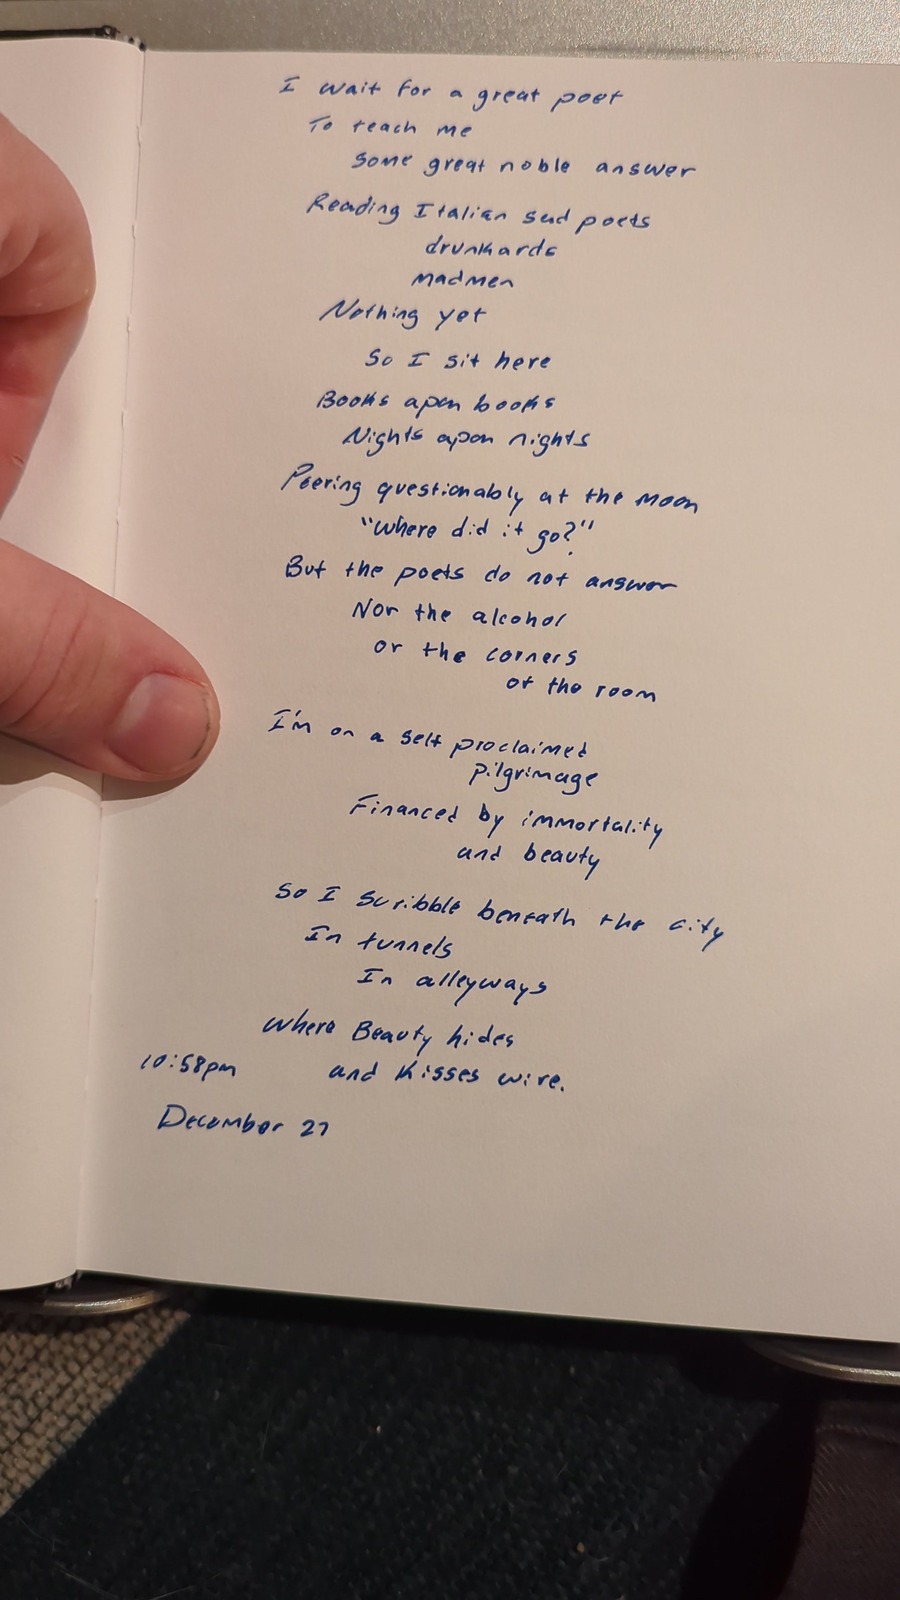 I wait for a great poet
To teach me
Some great noble answer
Reading Italian sad poets
drunkards
madmen
Nothing yet
So I sit here
Books apon books
Nights apon nights
Peering questionably at the moon
"where did it go?"
But the poets do not answer
Nor the alcohol
or the corners
of the room
I'm on a self proclaimed
pilgrimage
Financed by immortality
and beauty
So I scribble beneath the city
In tunnels
In alleyways
where Beauty hides
and kisses wire.
10:58pm
December 27